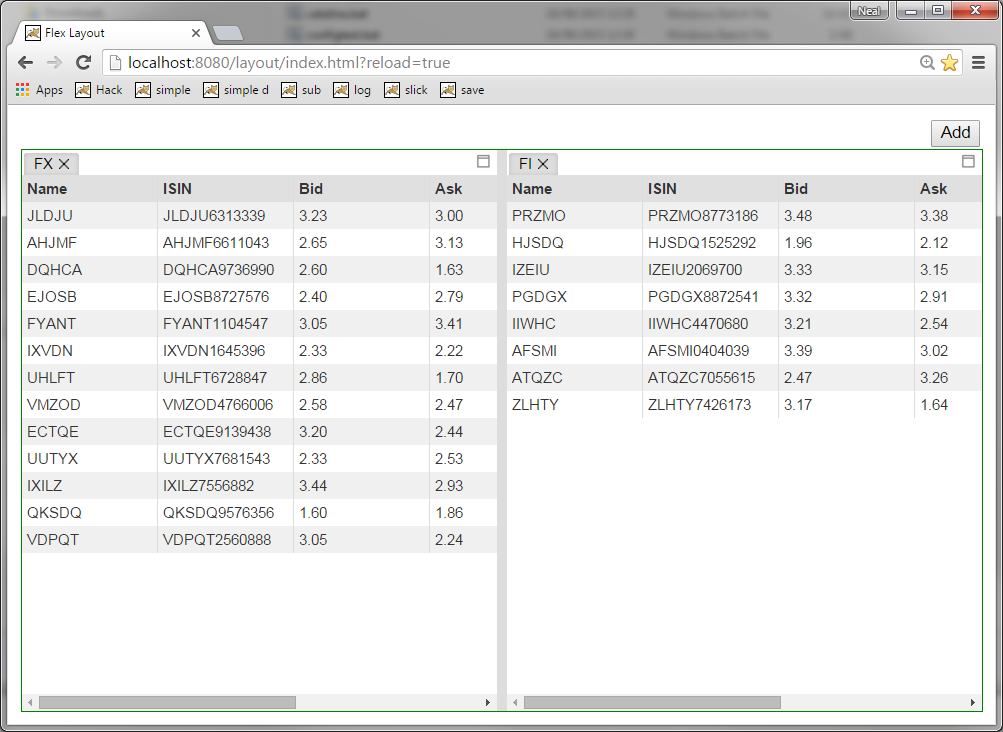 Neal
Flex Layout
localhost:8080/layout/index.html?reload=true
Apps Hack simple simple d sub log slick save
Add
FX
Name ISIN Bid Ask
JLDJU JLDJU6313339 3.23 3.00
AHJMF AHJMF6611043 2.65 3.13
DQHCA DQHCA9736990 2.60 1.63
EJOSB EJOSB8727576 2.40 2.79
FYANT FYANT1104547 3.05 3.41
IXVDN IXVDN1645396 2.33 2.22
UHLFT UHLFT6728847 2.86 1.70
VMZOD VMZOD4766006 2.58 2.47
ECTQE ECTQE9139438 3.20 2.44
UUTYX UUTYX7681543 2.33 2.53
IXILZ IXILZ7556882 3.44 2.93
QKSDQ QKSDQ9576356 1.60 1.86
VDPQT VDPQT2560888 3.05 2.24
FI
Name ISIN Bid Ask
PRZMO PRZMO8773186 3.48 3.38
HJSDQ HJSDQ1525292 1.96 2.12
IZEIU IZEIU2069700 3.33 3.15
PGDGX PGDGX8872541 3.32 2.91
IIWHC IIWHC4470680 3.21 2.54
AFSMI AFSMI0404039 3.39 3.02
ATQZC ATQZC7055615 2.47 3.26
ZLHTY ZLHTY7426173 3.17 1.64